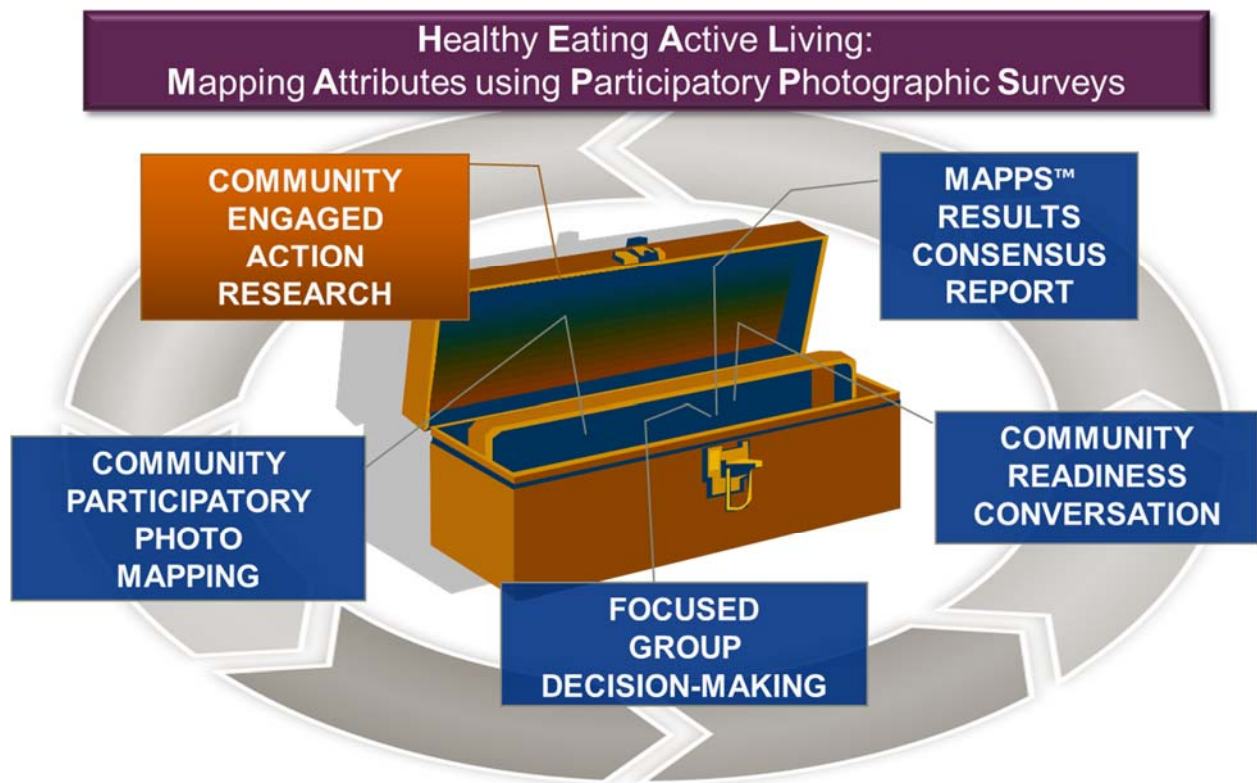 Healthy Eating Active Living:
Mapping Attributes using Participatory Photographic Surveys
COMMUNITY
ENGAGED
ACTION
RESEARCH
MAPPS™
RESULTS
CONSENSUS
REPORT
COMMUNITY
PARTICIPATORY
PHOTO
MAPPING
COMMUNITY
READINESS
CONVERSATION
FOCUSED
GROUP
DECISION-MAKING